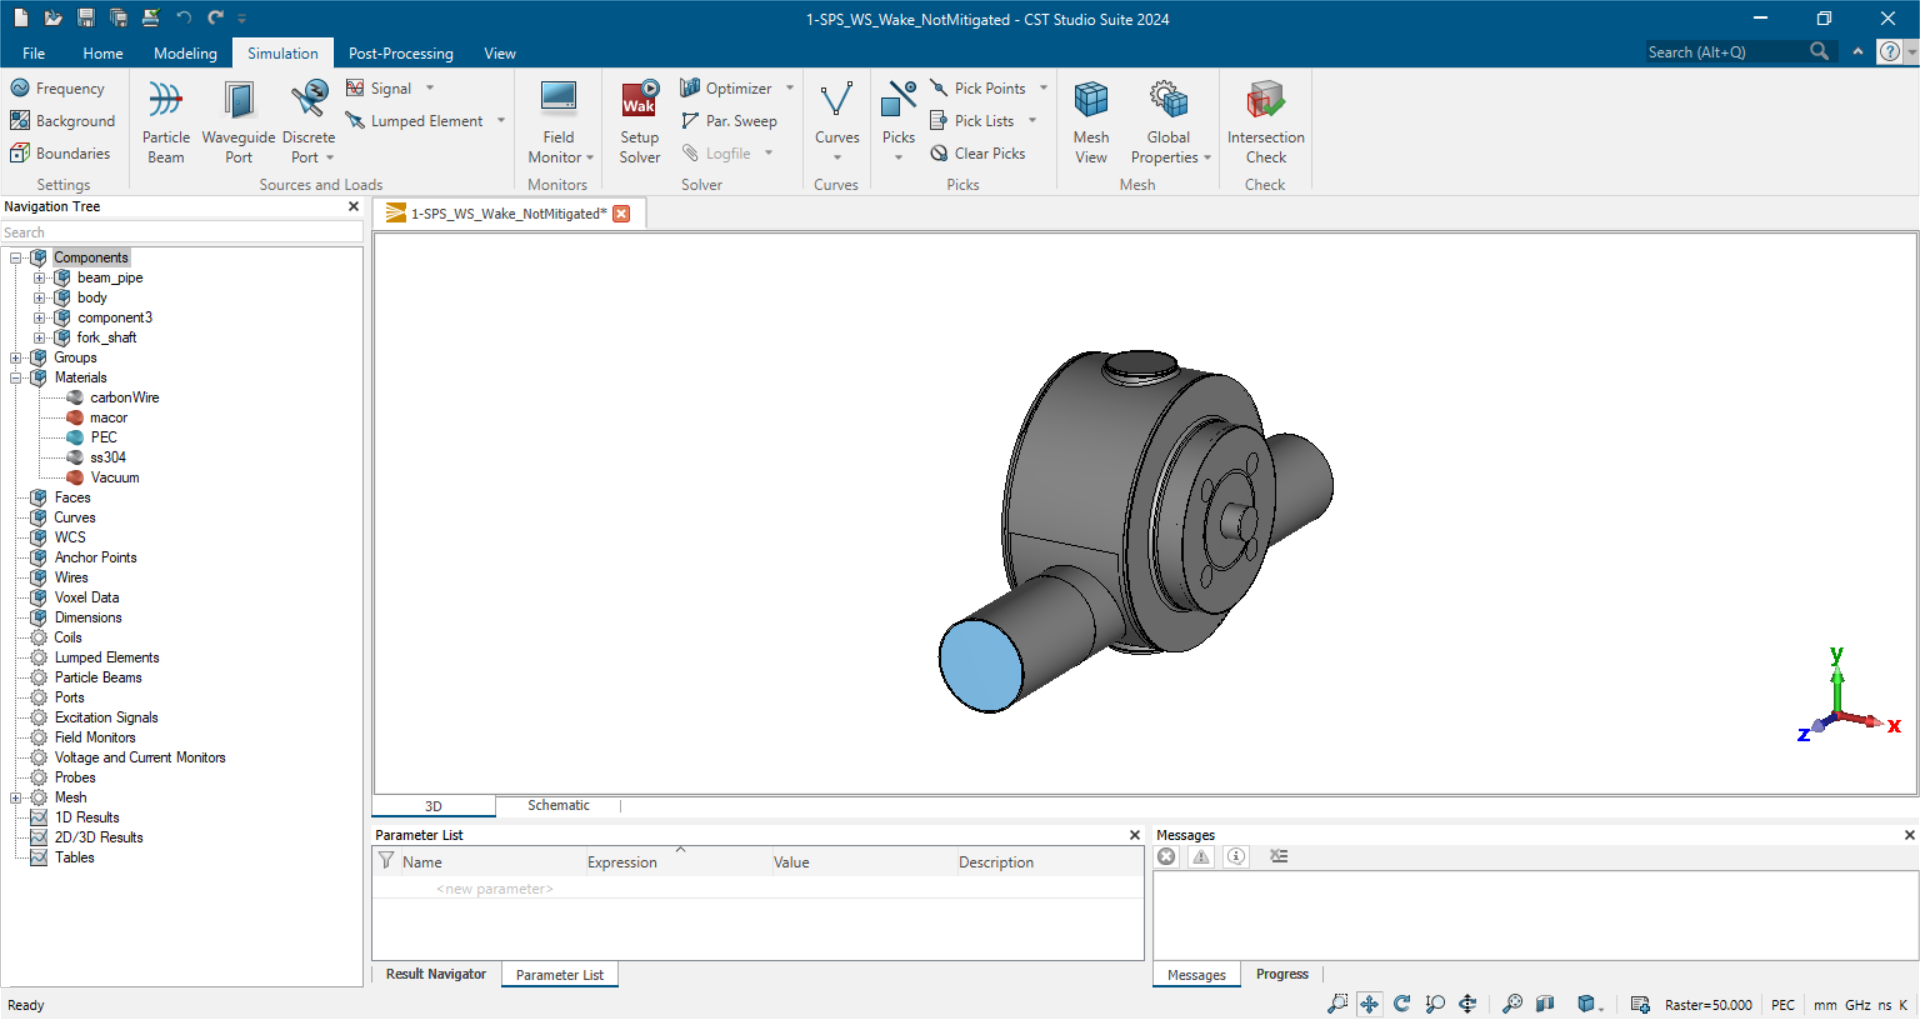 1-SPS_WS_Wake_NotMitigated - CST Studio Suite 2024
File Home Modeling Simulation Post-Processing View
Search (Alt+Q)
Frequency
Background
Boundaries
Settings
Particle
Beam
Waveguide
Port
Discrete
Port
Signal
Lumped Element
Sources and Loads
Field
Monitor
Monitors
Wak
Setup
Solver
Optimizer
Par. Sweep
Logfile
Solver
Curves
Curves
Picks
Pick Points
Pick Lists
Clear Picks
Picks
Mesh
View
Global
Properties
Mesh
Intersection
Check
Check
Navigation Tree
Search
Components
beam_pipe
body
component3
fork_shaft
Groups
Materials
carbonWire
macor
PEC
ss304
Vacuum
Faces
Curves
WCS
Anchor Points
Wires
Voxel Data
Dimensions
Coils
Lumped Elements
Particle Beams
Ports
Excitation Signals
Field Monitors
Voltage and Current Monitors
Probes
Mesh
1D Results
2D/3D Results
Tables
1-SPS_WS_Wake_NotMitigated*
y
x
z
3D Schematic
Parameter List
Name Expression Value Description
<new parameter>
Result Navigator Parameter List
Messages
Messages Progress
Ready
Raster=50.000 PEC mm GHz ns K